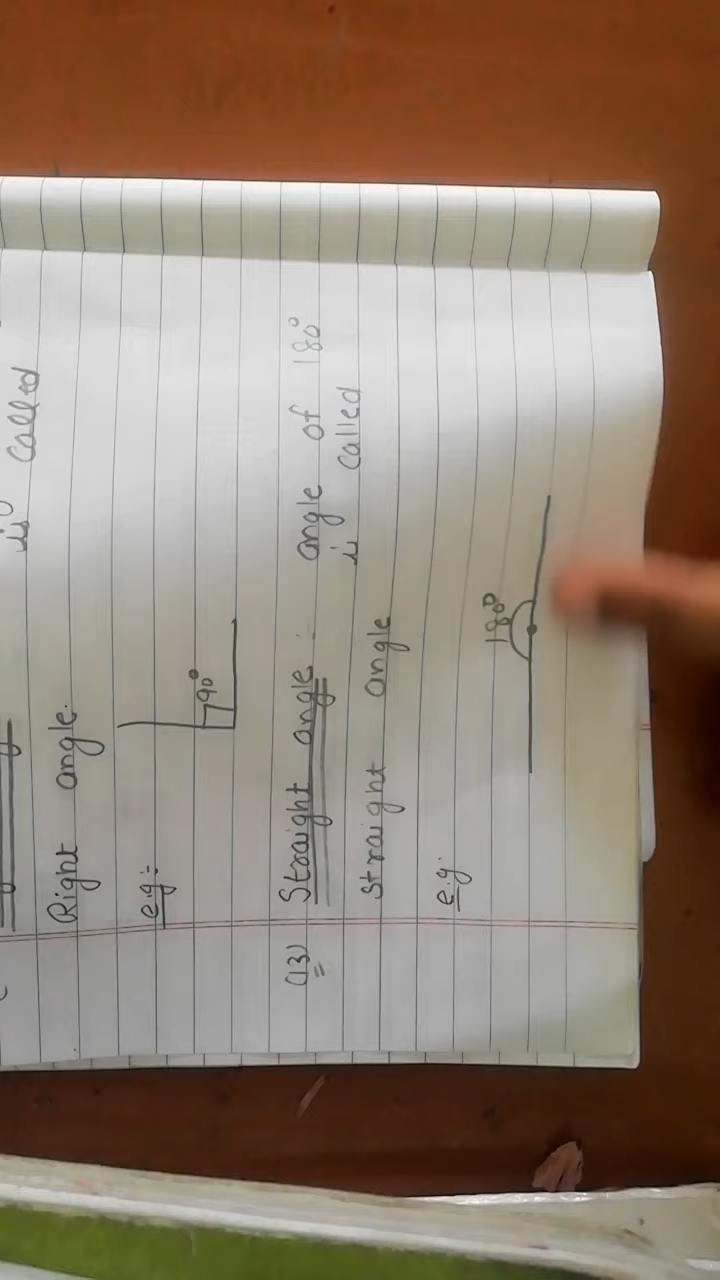 is called
Right angle.
e.g:-
90°
(13) Straight angle :- angle of 180°
is called
straight angle
e.g.
180°